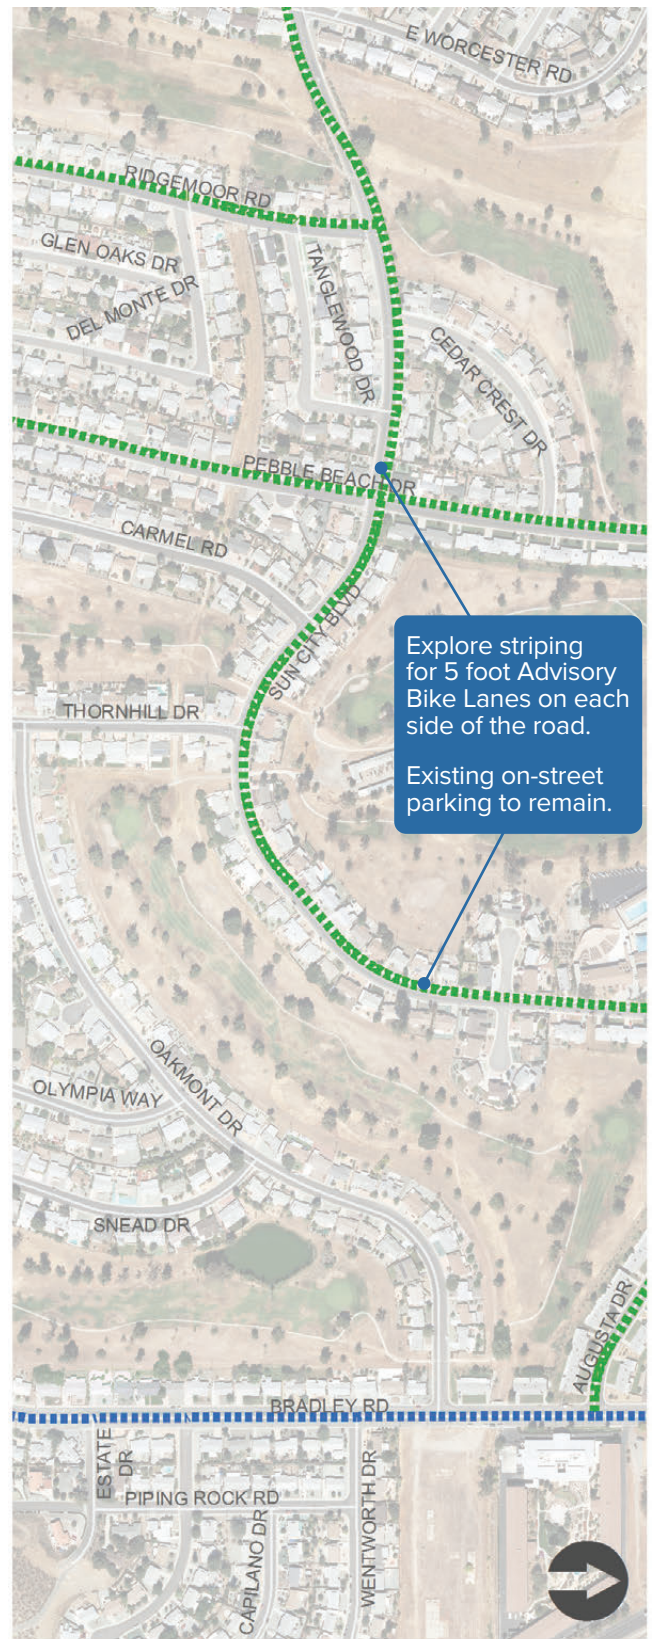 E WORCESTER RD
RIDGEMOOR RD
GLEN OAKS DR
DEL MONTE DR
TANGLEWOOD DR
CEDAR CREST DR
PEBBLE BEACH DR
CARMEL RD
SUN CITY BLVD
Explore striping
for 5 foot Advisory
Bike Lanes on each
side of the road.
Existing on-street
parking to remain.
THORNHILL DR
OAKMONT DR
OLYMPIA WAY
SNEAD DR
AUGUSTA DR
BRADLEY RD
ESTATE
DR
PIPING ROCK RD
CAPILANO DR
WENTWORTH DR